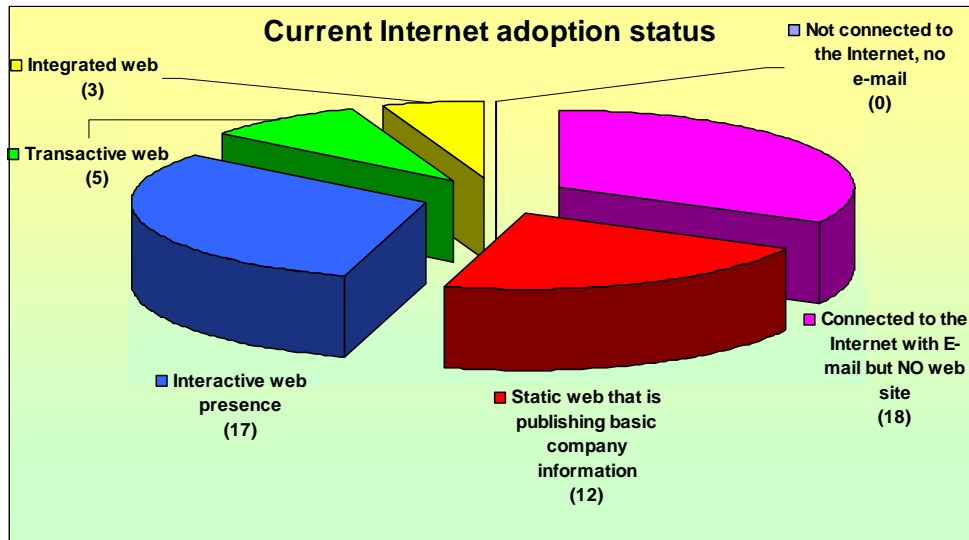 Current Internet adoption status
Not connected to
the Internet, no
e-mail
(0)
Integrated web
(3)
Transactive web
(5)
Connected to the
Internet with E-
mail but NO web
site
(18)
Interactive web
presence
(17)
Static web that is
publishing basic
company
information
(12)